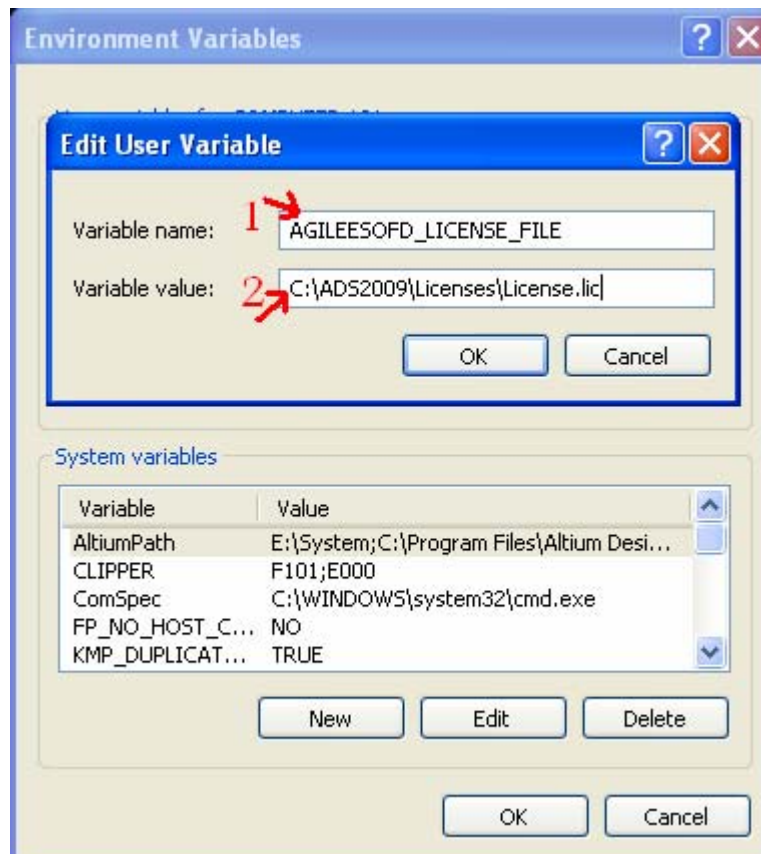 Environment Variables
Edit User Variable
Variable name: 1 AGILEESOFD_LICENSE_FILE
Variable value: 2 C:\ADS2009\Licenses\License.lic
OK Cancel
System variables
Variable Value
AltiumPath E:\System;C:\Program Files\Altium Desi...
CLIPPER F101;E000
ComSpec C:\WINDOWS\system32\cmd.exe
FP_NO_HOST_C... NO
KMP_DUPLICAT... TRUE
New Edit Delete
OK Cancel